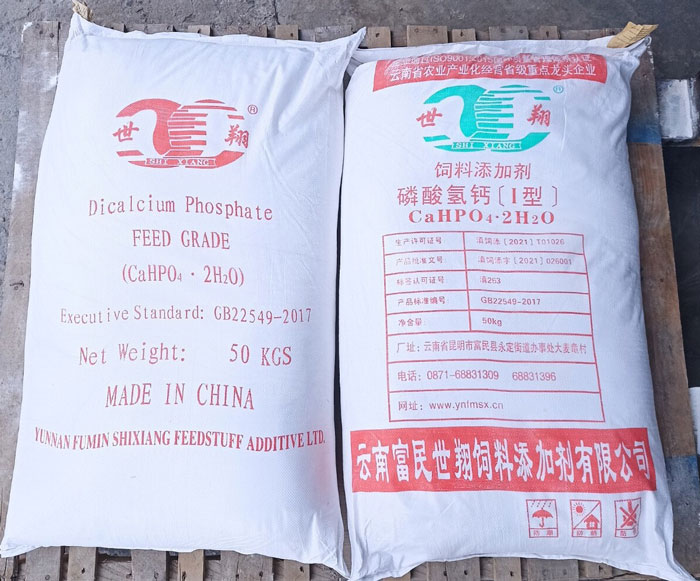 世翔®
SHI XIANG
Dicalcium Phosphate
FEED GRADE
(CaHPO₄ · 2H₂O)
Executive Standard: GB22549-2017
Net Weight: 50 KGS
MADE IN CHINA
YUNNAN FUMIN SHIXIANG FEEDSTUFF ADDITIVE LTD.
云南省农业产业化经营省级重点龙头企业
世翔®
SHI XIANG
饲料添加剂
磷酸氢钙〔I型〕
CaHPO₄·2H₂O
生产许可证号 滇饲添〔2021〕T01026
产品批准文号 滇饲添字〔2021〕026001
标签认可证号 滇263
产品标准编号 GB22549-2017
净含量: 50kg
厂址: 云南省昆明市富民县永定街道办事处大麦竜村
电话: 0871-68831309 68831396
网址: www.ynlmsx.cn
云南富民世翔饲料添加剂有限公司
防潮 防晒